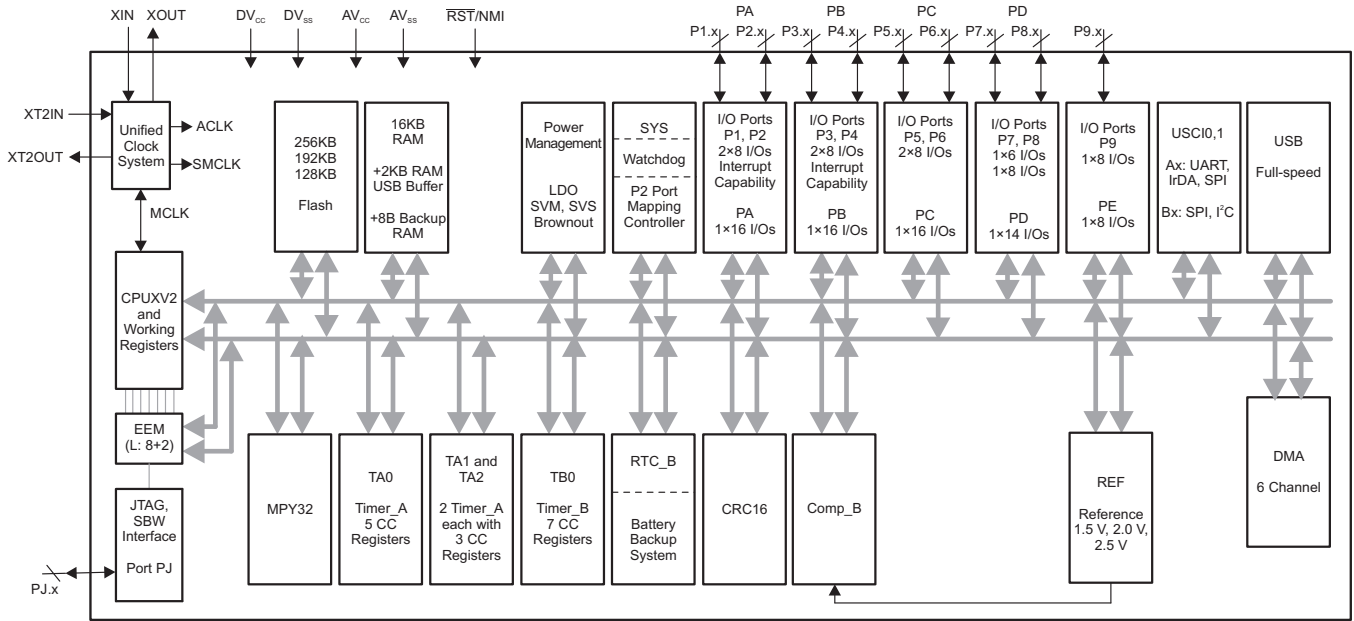 XIN XOUT DVCC DVSS AVCC AVSS RST/NMI PA PB PC PD
P1.x P2.x P3.x P4.x P5.x P6.x P7.x P8.x P9.x
XT2IN
XT2OUT
Unified
Clock
System
ACLK
SMCLK
MCLK
256KB
192KB
128KB
Flash
16KB
RAM
+2KB RAM
USB Buffer
+8B Backup
RAM
Power
Management
LDO
SVM, SVS
Brownout
SYS
Watchdog
P2 Port
Mapping
Controller
I/O Ports
P1, P2
2×8 I/Os
Interrupt
Capability
PA
1×16 I/Os
I/O Ports
P3, P4
2×8 I/Os
Interrupt
Capability
PB
1×16 I/Os
I/O Ports
P5, P6
2×8 I/Os
PC
1×16 I/Os
I/O Ports
P7, P8
1×6 I/Os
1×8 I/Os
PD
1×14 I/Os
I/O Ports
P9
1×8 I/Os
PE
1×8 I/Os
USCI0,1
Ax: UART,
IrDA, SPI
Bx: SPI, I²C
USB
Full-speed
CPUXV2
and
Working
Registers
EEM
(L: 8+2)
JTAG,
SBW
Interface
Port PJ
PJ.x
MPY32
TA0
Timer_A
5 CC
Registers
TA1 and
TA2
2 Timer_A
each with
3 CC
Registers
TB0
Timer_B
7 CC
Registers
RTC_B
Battery
Backup
System
CRC16
Comp_B
REF
Reference
1.5 V, 2.0 V,
2.5 V
DMA
6 Channel